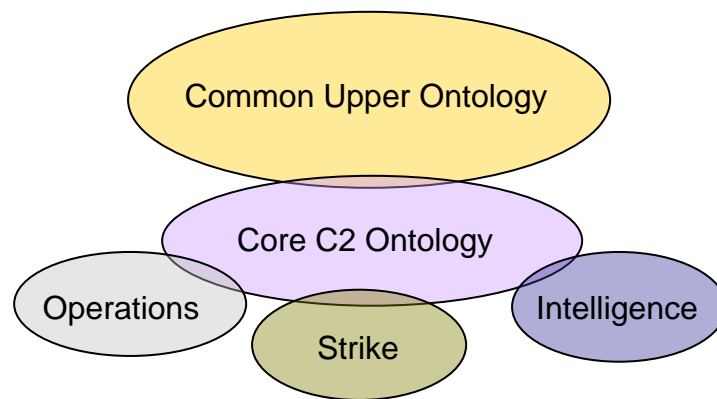 Common Upper Ontology
Core C2 Ontology
Operations
Strike
Intelligence